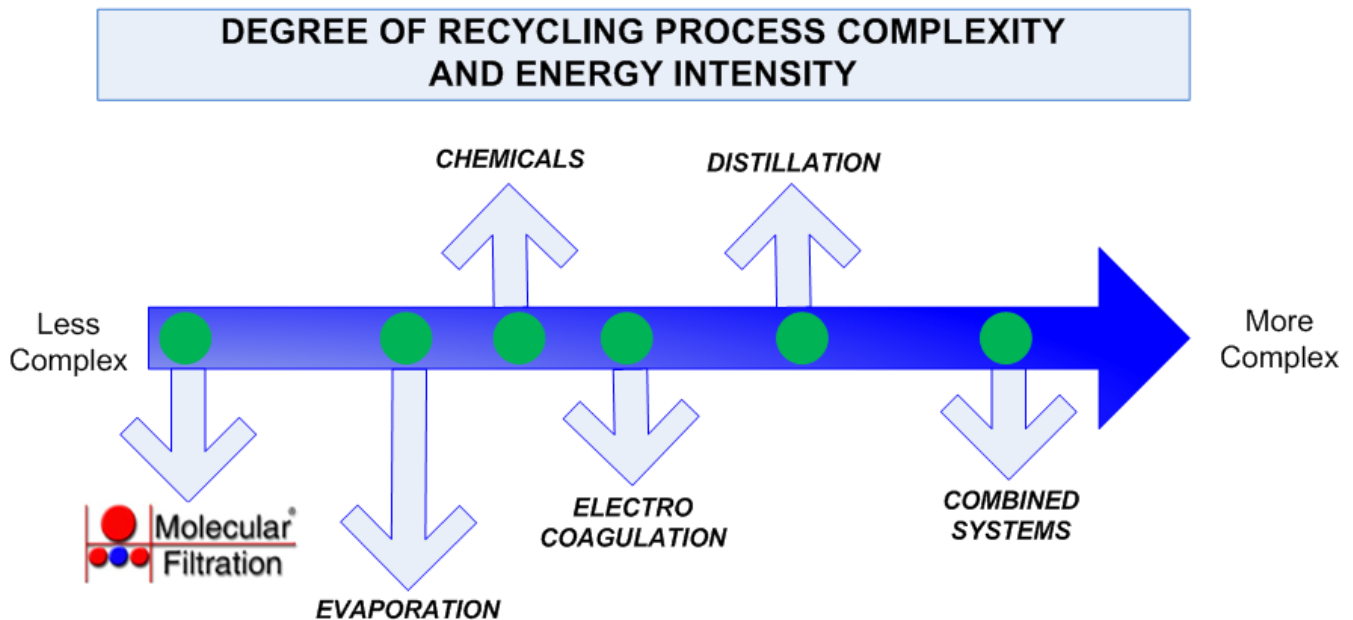 DEGREE OF RECYCLING PROCESS COMPLEXITY
AND ENERGY INTENSITY
CHEMICALS
DISTILLATION
Less
Complex
More
Complex
Molecular®
Filtration
EVAPORATION
ELECTRO
COAGULATION
COMBINED
SYSTEMS